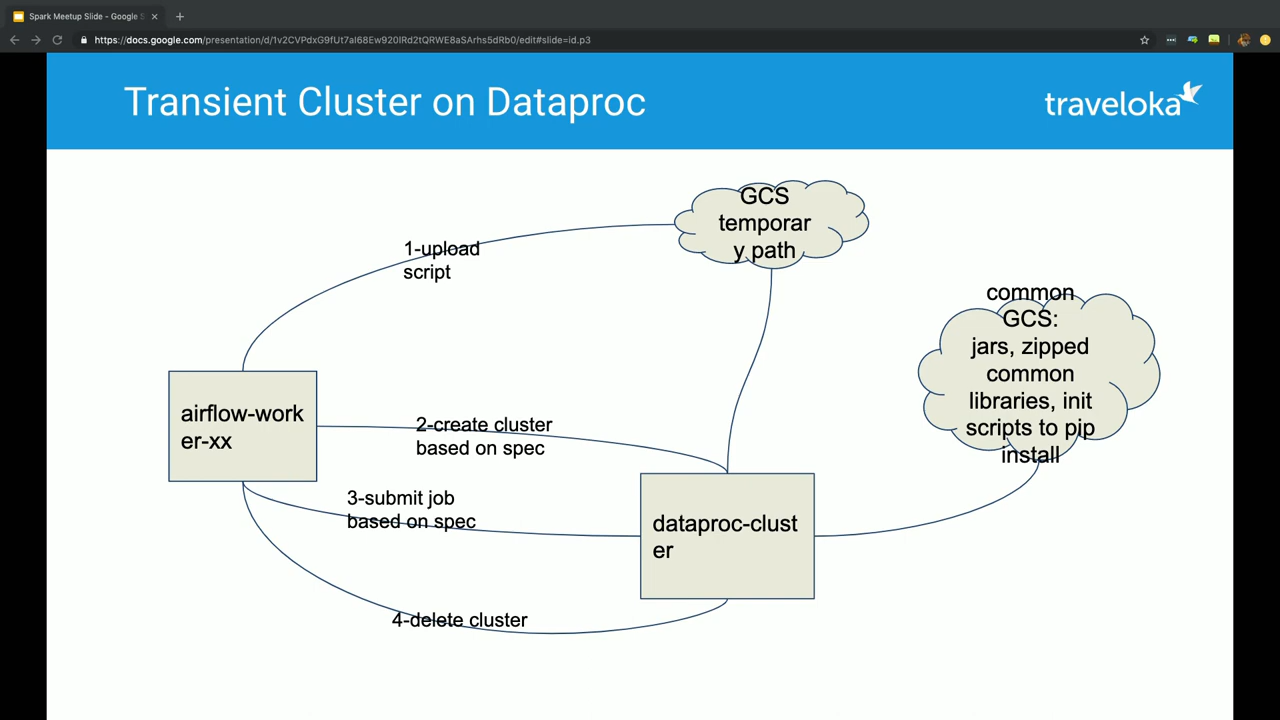 Spark Meetup Slide - Google S
https://docs.google.com/presentation/d/1v2CVPdxG9fUt7aI68Ew920IRd2tQRWE8aSArhs5dRb0/edit#slide=id.p3
Transient Cluster on Dataproc
traveloka
GCS
temporar
y path
1-upload
script
common
GCS:
jars, zipped
common
libraries, init
scripts to pip
install
airflow-work
er-xx
2-create cluster
based on spec
3-submit job
based on spec
dataproc-clust
er
4-delete cluster